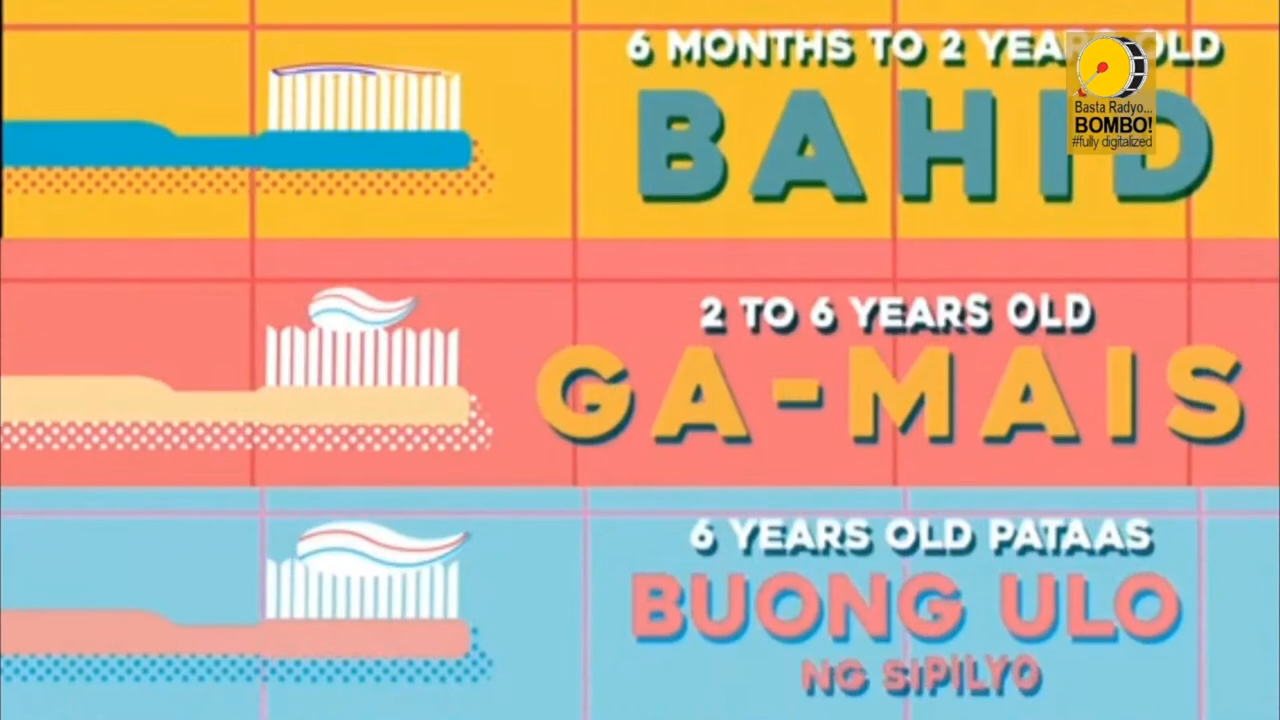 6 MONTHS TO 2 YEARS OLD
BAHID
Basta Radyo...
BOMBO!
#fully digitalized
2 TO 6 YEARS OLD
GA-MAIS
6 YEARS OLD PATAAS
BUONG ULO
NG SIPILYO